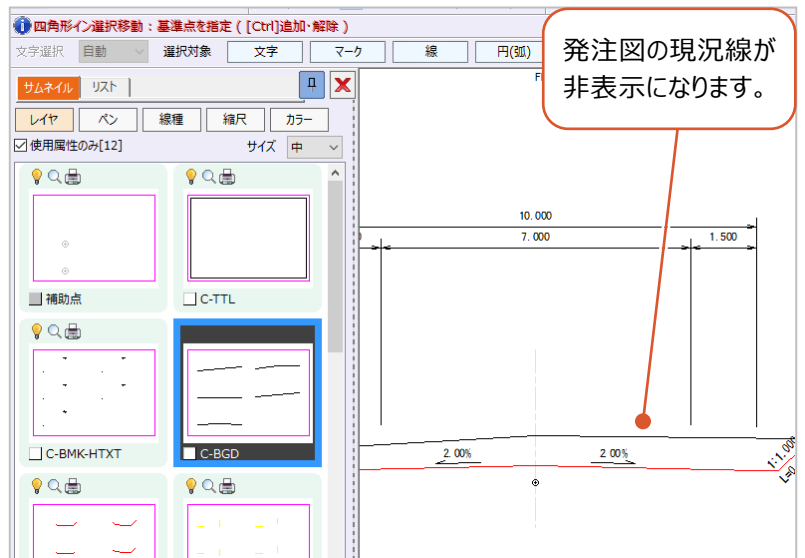 四角形イン選択移動：基準点を指定 ( [Ctrl]追加・解除 )
文字選択 自動 選択対象 文字 マーク 線 円(弧)
発注図の現況線が
非表示になります。
サムネイル リスト
レイヤ ペン 線種 縮尺 カラー
使用属性のみ[12] サイズ 中
補助点 C-TTL
C-BMK-HTXT C-BGD
10.000
7.000 1.500
2.00% 2.00%
1:1.00